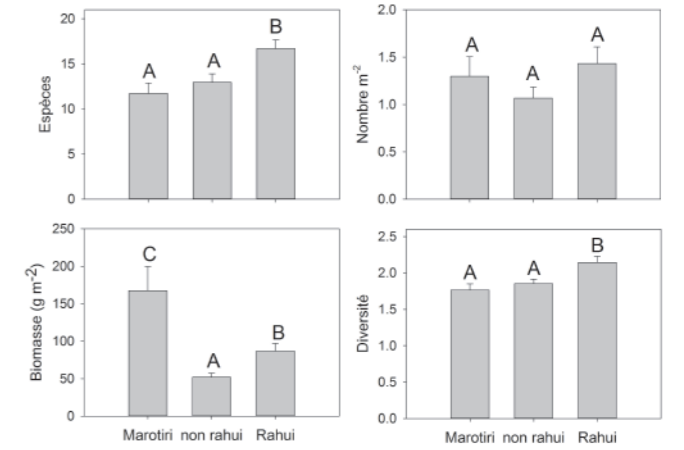 Espèces
20
15
10
5
0
A
A
B
Nombre m-2
2.0
1.5
1.0
0.5
0.0
A
A
A
Biomasse (g m-2)
250
200
150
100
50
0
C
A
B
Marotiri non rahui Rahui
Diversité
2.5
2.0
1.5
1.0
0.5
0.0
A
A
B
Marotiri non rahui Rahui